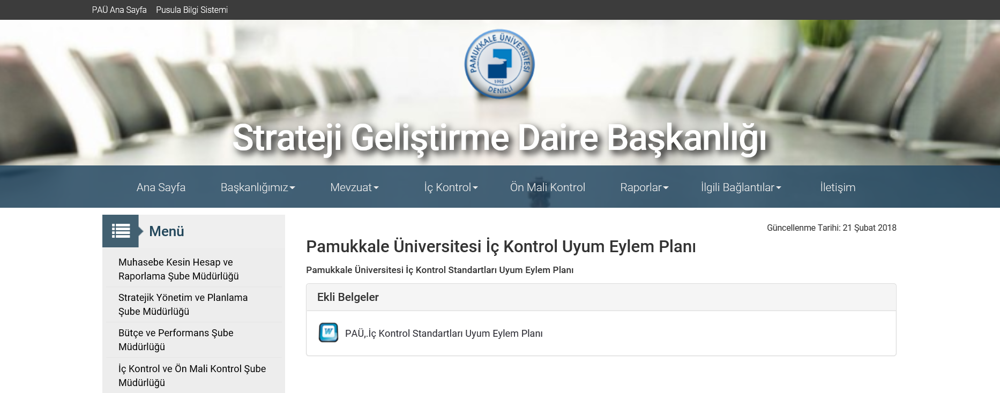 PAÜ Ana Sayfa Pusula Bilgi Sistemi
PAMUKKALE ÜNİVERSİTESİ
1992
DENİZLİ
Strateji Geliştirme Daire Başkanlığı
Ana Sayfa Başkanlığımız Mevzuat İç Kontrol Ön Mali Kontrol Raporlar İlgili Bağlantılar İletişim
Menü
Muhasebe Kesin Hesap ve
Raporlama Şube Müdürlüğü
Stratejik Yönetim ve Planlama
Şube Müdürlüğü
Bütçe ve Performans Şube
Müdürlüğü
İç Kontrol ve Ön Mali Kontrol Şube
Müdürlüğü
Güncellenme Tarihi: 21 Şubat 2018
Pamukkale Üniversitesi İç Kontrol Uyum Eylem Planı
Pamukkale Üniversitesi İç Kontrol Standartları Uyum Eylem Planı
Ekli Belgeler
W
PAÜ,.İç Kontrol Standartları Uyum Eylem Planı